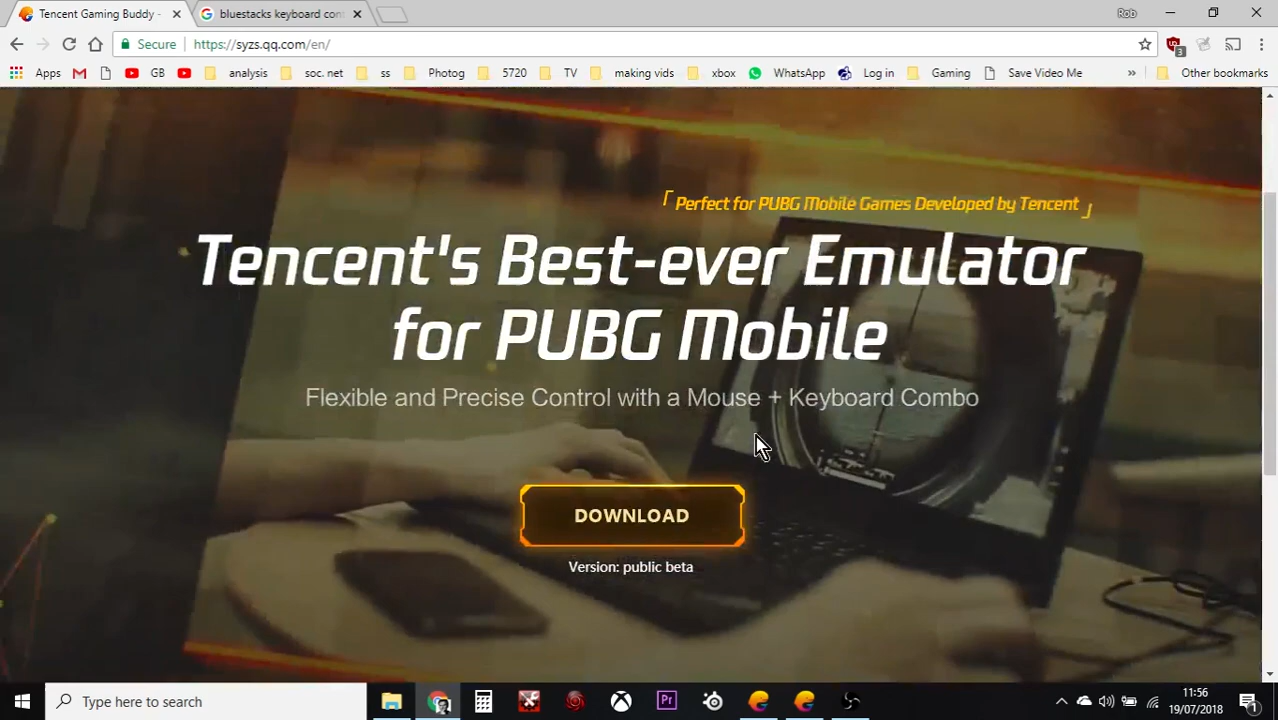 Tencent Gaming Buddy -
bluestacks keyboard con
Rob
Secure
https://syzs.qq.com/en/
3
Apps
GB
analysis
soc. net
ss
Photog
5720
TV
making vids
xbox
WhatsApp
Log in
Gaming
Save Video Me
»
Other bookmarks
Perfect for PUBG Mobile Games Developed by Tencent
Tencent's Best-ever Emulator
for PUBG Mobile
Flexible and Precise Control with a Mouse + Keyboard Combo
DOWNLOAD
Version: public beta
Type here to search
Pr
11:56
19/07/2018
1